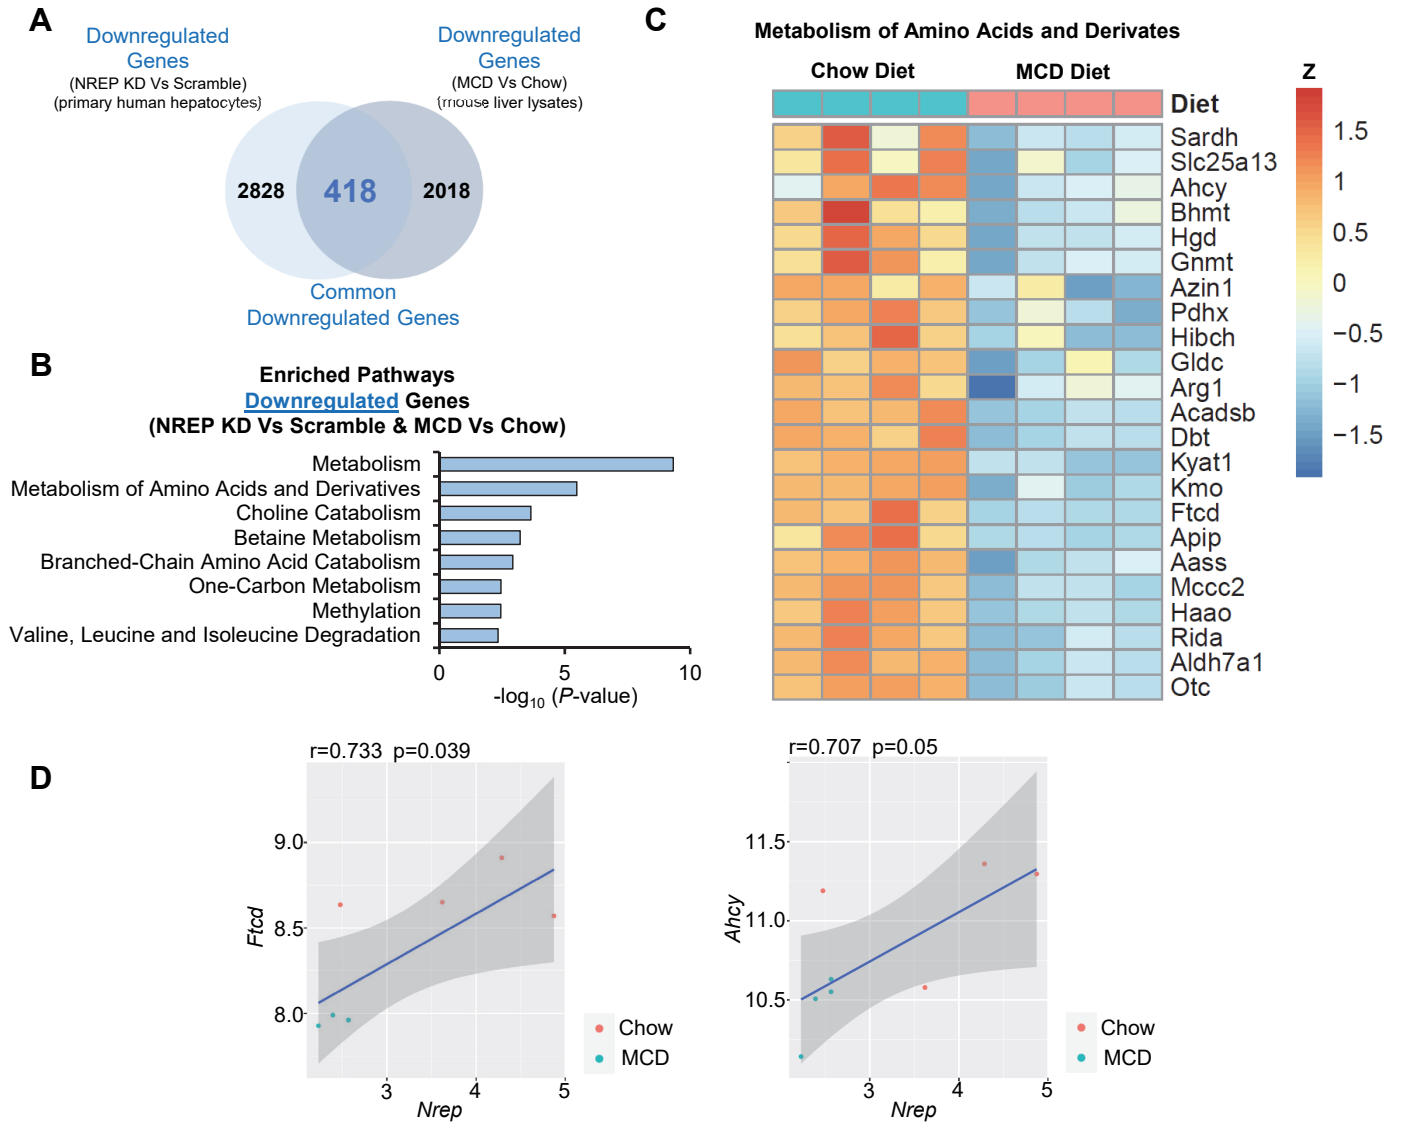 A
Downregulated
Genes
(NREP KD Vs Scramble)
(primary human hepatocytes)
Downregulated
Genes
(MCD Vs Chow)
(mouse liver lysates)
2828
418
2018
Common
Downregulated Genes
B
Enriched Pathways
Downregulated Genes
(NREP KD Vs Scramble & MCD Vs Chow)
Metabolism
Metabolism of Amino Acids and Derivatives
Choline Catabolism
Betaine Metabolism
Branched-Chain Amino Acid Catabolism
One-Carbon Metabolism
Methylation
Valine, Leucine and Isoleucine Degradation
0 5 10
-log10 (P-value)
C
Metabolism of Amino Acids and Derivates
Chow Diet MCD Diet
Diet
Sardh
Slc25a13
Ahcy
Bhmt
Hgd
Gnmt
Azin1
Pdhx
Hibch
Gldc
Arg1
Acadsb
Dbt
Kyat1
Kmo
Ftcd
Apip
Aass
Mccc2
Haao
Rida
Aldh7a1
Otc
Z
1.5
1
0.5
0
−0.5
−1
−1.5
D
r=0.733 p=0.039
9.0
8.5
8.0
Ftcd
3 4 5
Nrep
Chow
MCD
r=0.707 p=0.05
11.5
11.0
10.5
Ahcy
3 4 5
Nrep
Chow
MCD